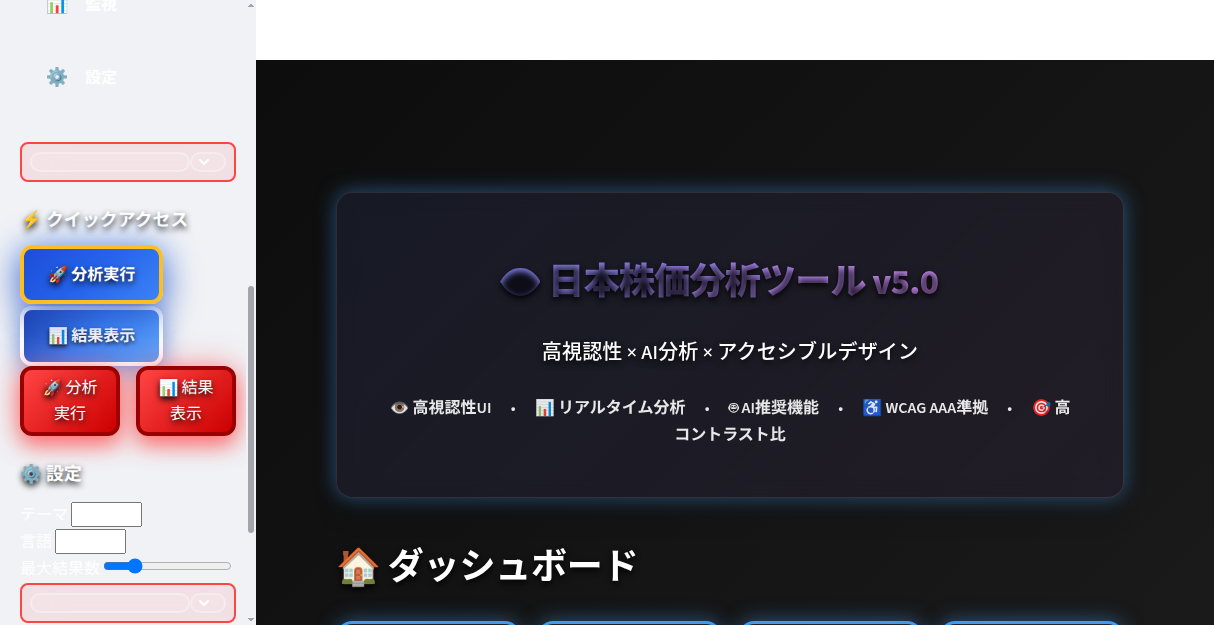 📊 監視
⚙️ 設定
⚡ クイックアクセス
🚀 分析実行
📊 結果表示
🚀 分析
実行
📊 結果
表示
⚙️ 設定
テーマ
言語
最大結果数
👁️ 日本株価分析ツール v5.0
高視認性 × AI分析 × アクセシブルデザイン
👁️ 高視認性UI • 📊 リアルタイム分析 • AI推奨機能 • ♿ WCAG AAA準拠 • 🎯 高
コントラスト比
🏠 ダッシュボード